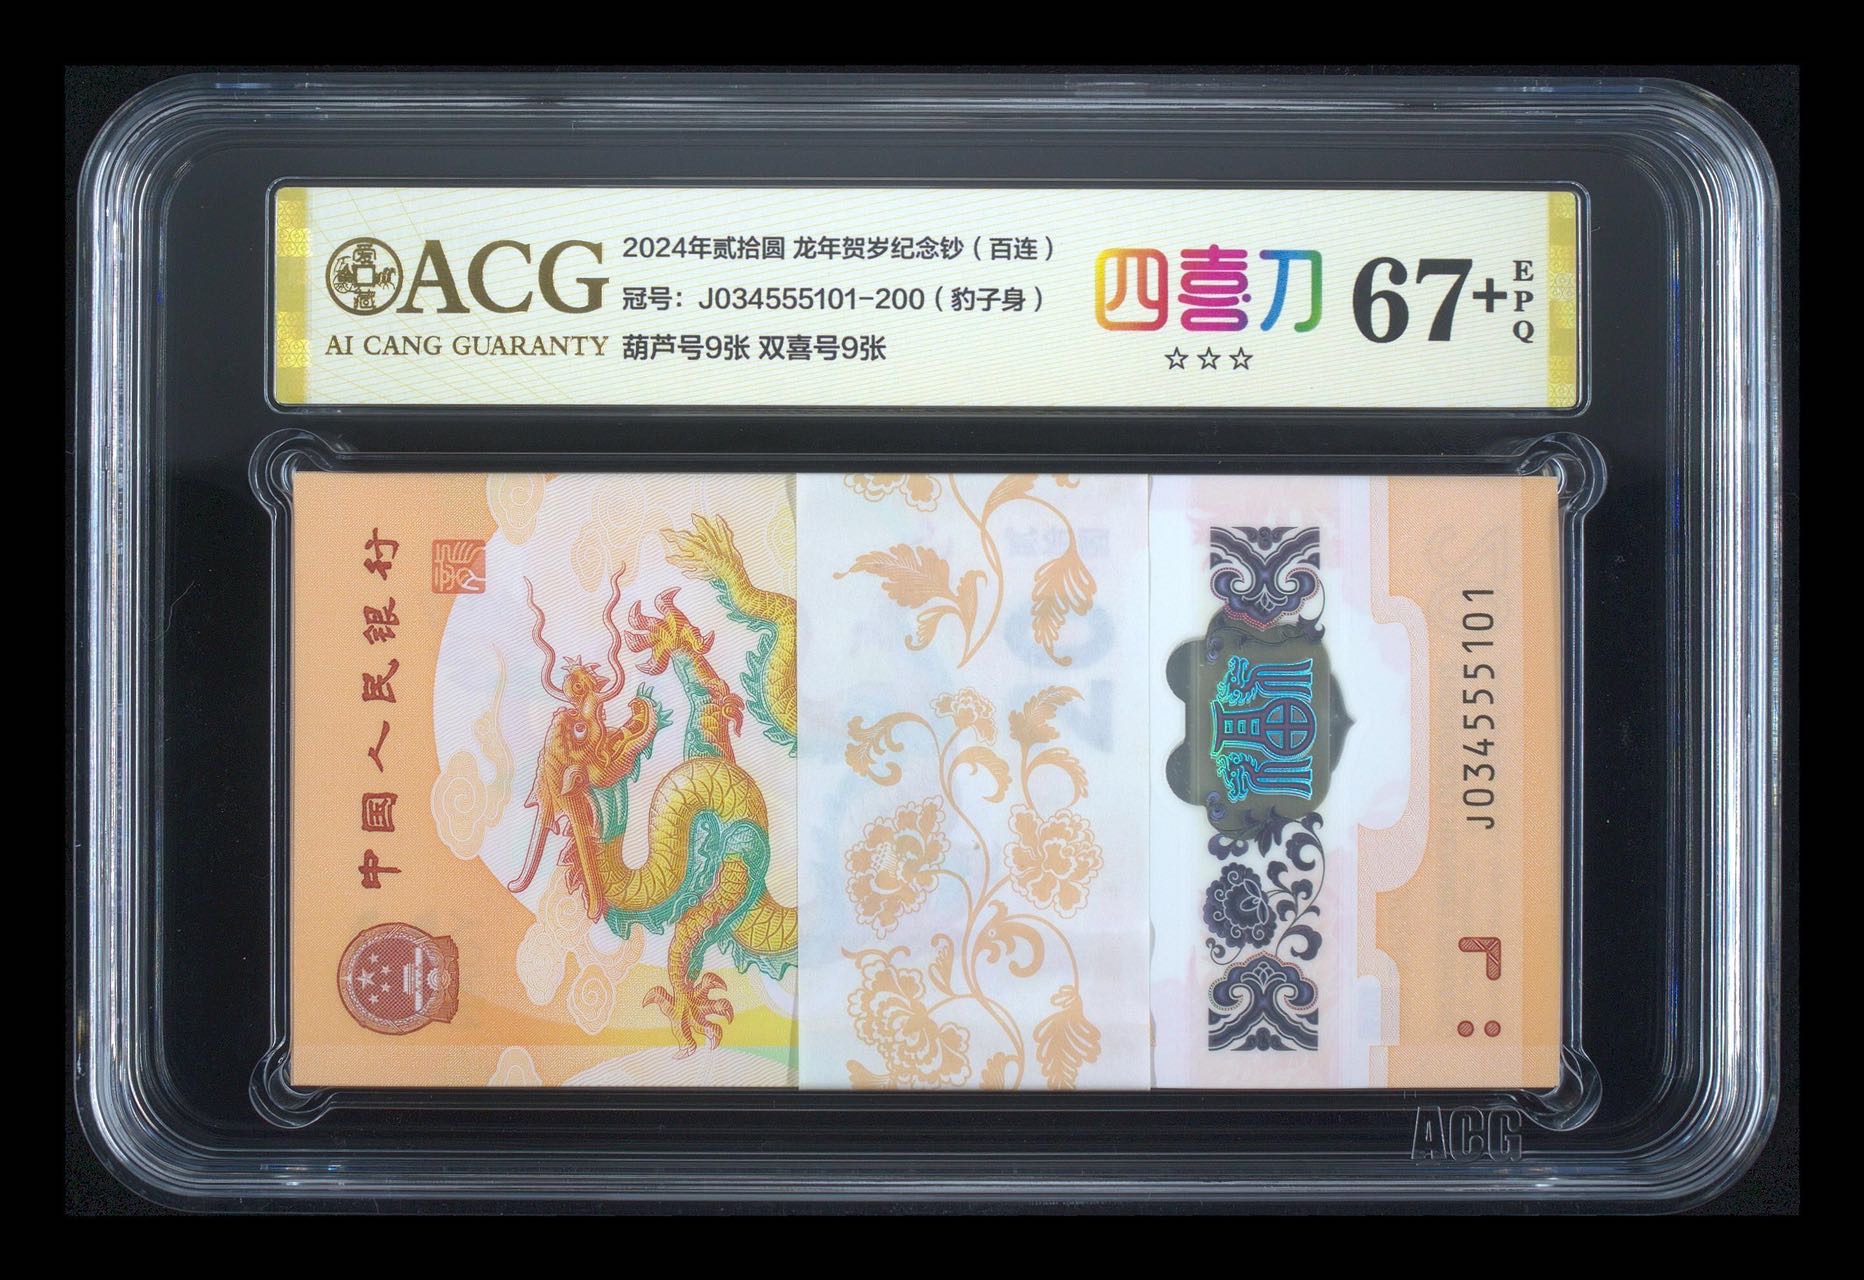 爱藏
ACG
AI CANG GUARANTY
2024年贰拾圆 龙年贺岁纪念钞（百连）
冠号：J034555101-200（豹子身）
葫芦号9张 双喜号9张
四喜刀
☆☆☆
67+
EPQ
中国人民银行
J034555101
ACG